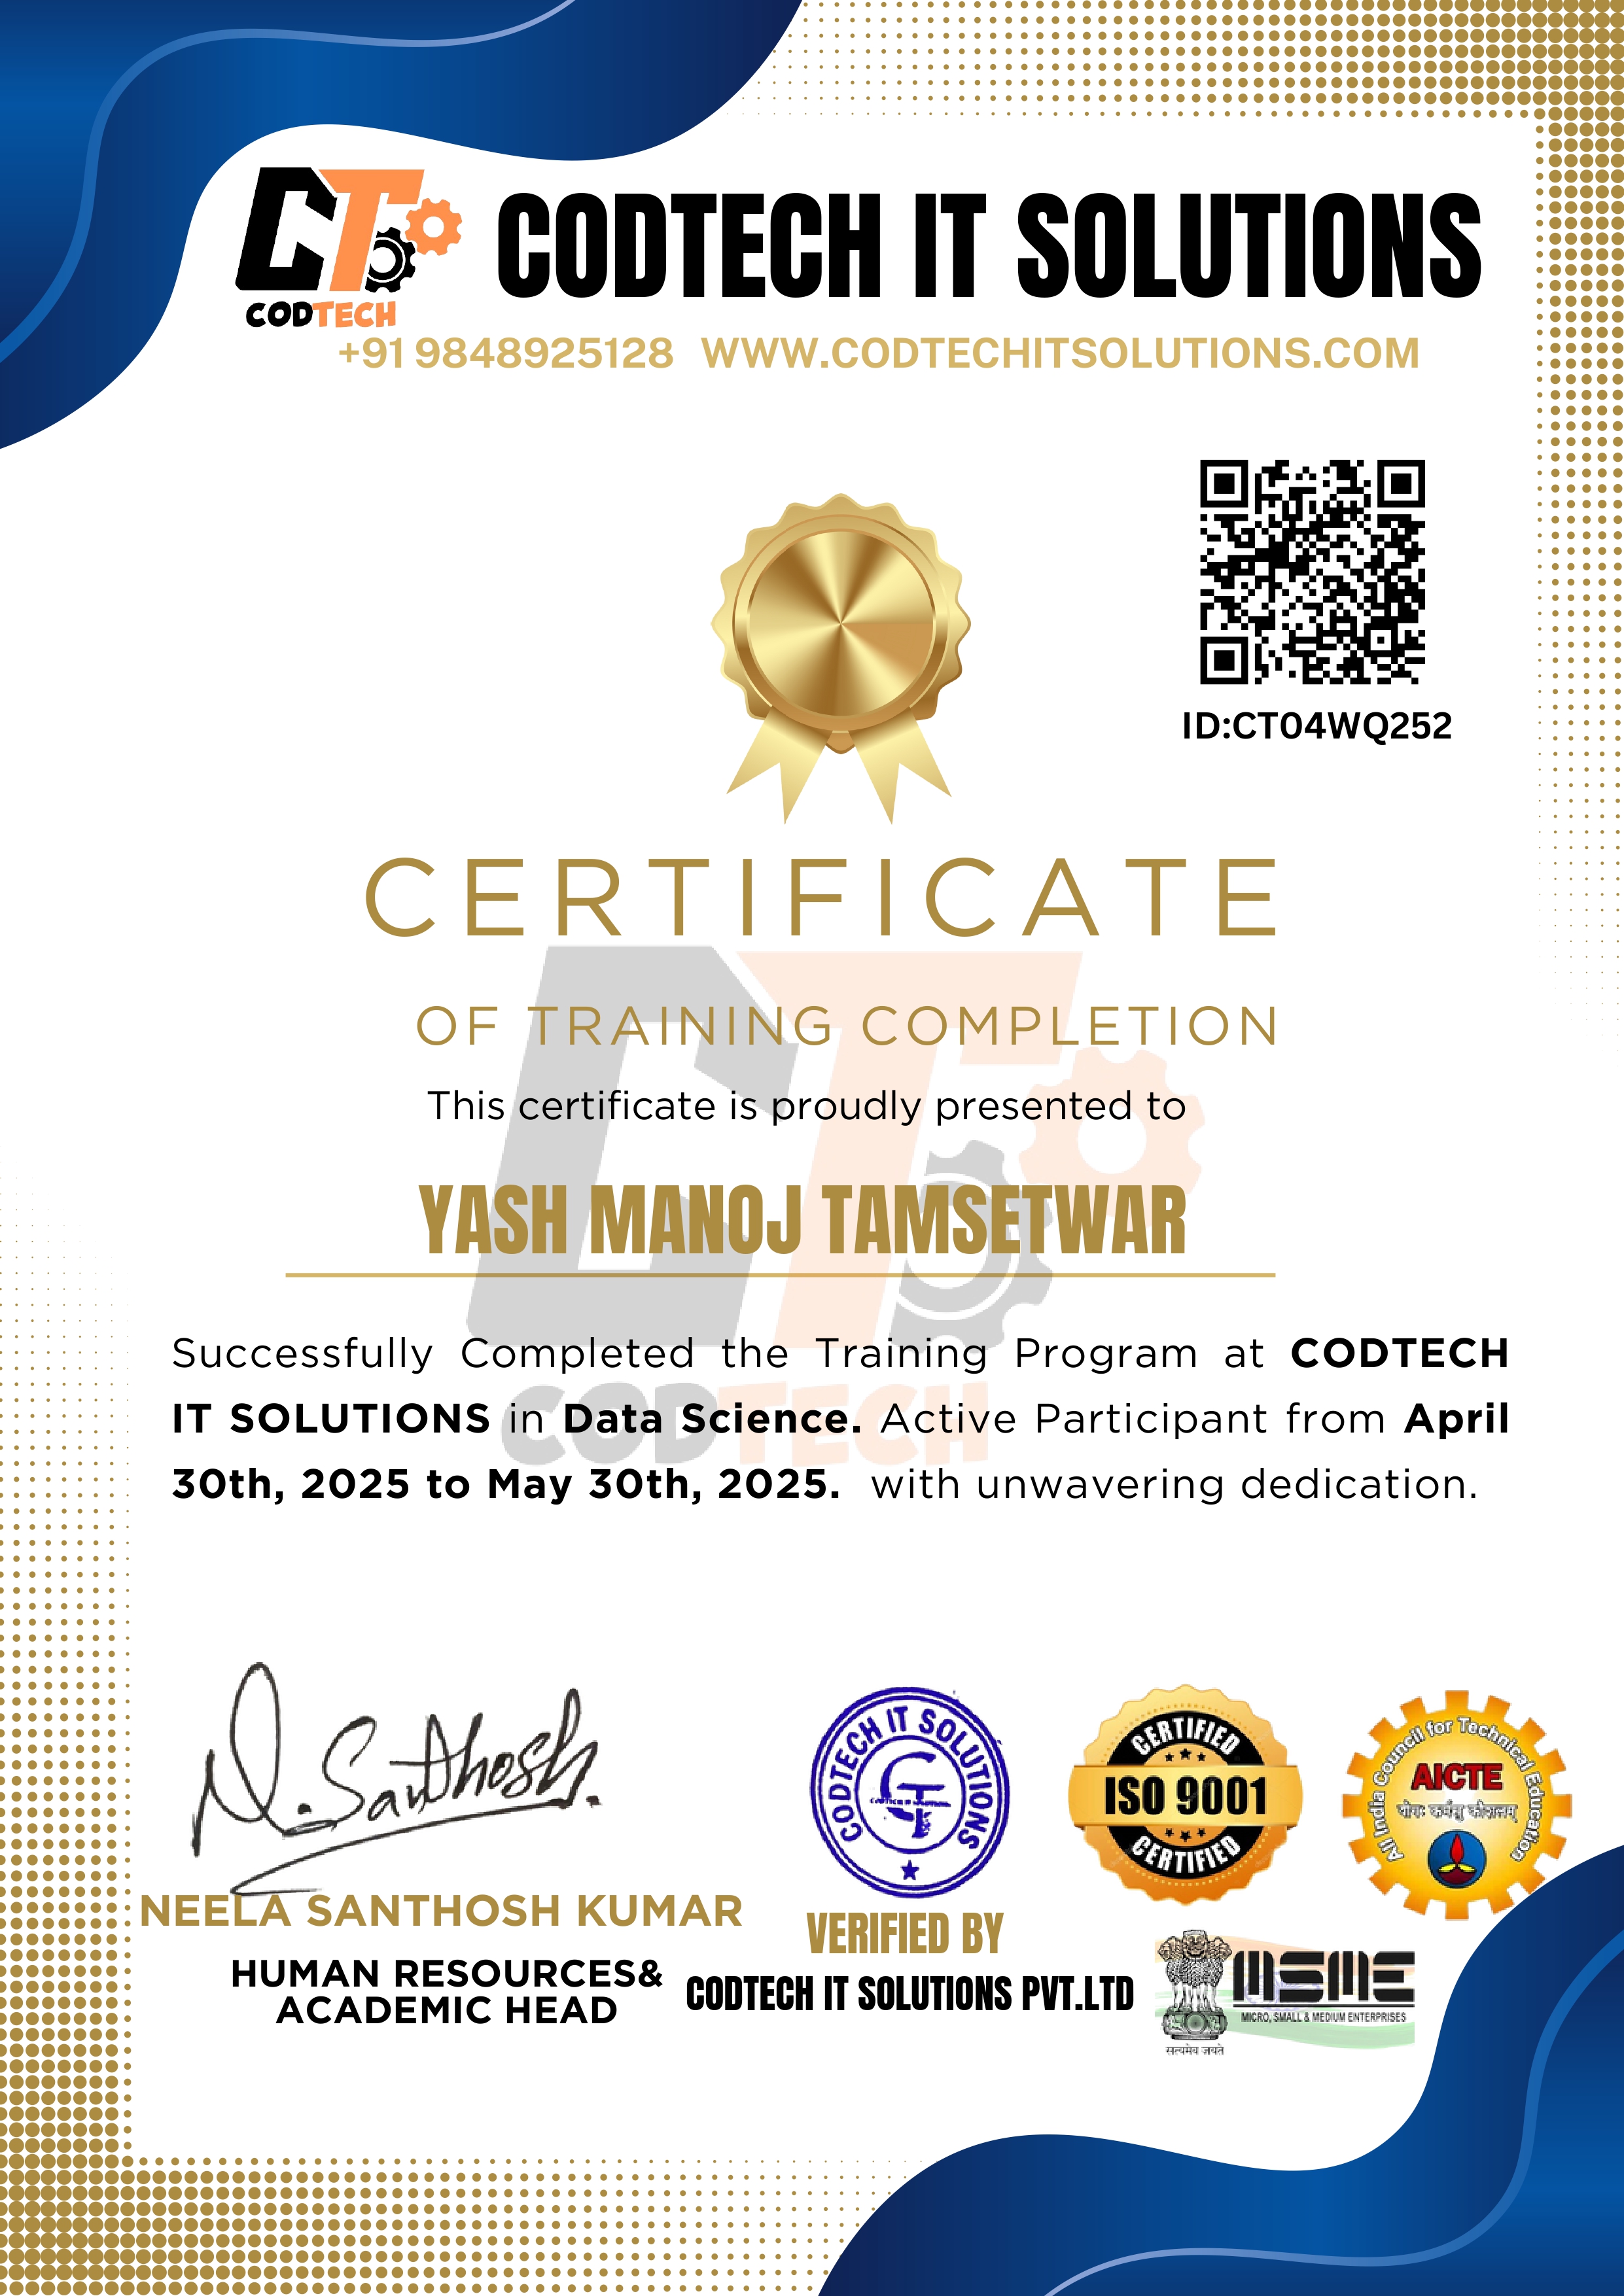 CT
CODTECH
CODTECH IT SOLUTIONS
+91 9848925128 WWW.CODTECHITSOLUTIONS.COM
ID:CT04WQ252
CERTIFICATE
OF TRAINING COMPLETION
This certificate is proudly presented to
YASH MANOJ TAMSETWAR
Successfully Completed the Training Program at CODTECH
IT SOLUTIONS in Data Science. Active Participant from April
30th, 2025 to May 30th, 2025. with unwavering dedication.
CODTECH
N. Santhosh.
NEELA SANTHOSH KUMAR
HUMAN RESOURCES&
ACADEMIC HEAD
CODTECH IT SOLUTIONS
CT
VERIFIED BY
CODTECH IT SOLUTIONS PVT.LTD
CERTIFIED
ISO 9001
CERTIFIED
All India Council for Technical Education
AICTE
योगः कर्मसु कौशलम्
MSME
MICRO, SMALL & MEDIUM ENTERPRISES
सत्यमेव जयते